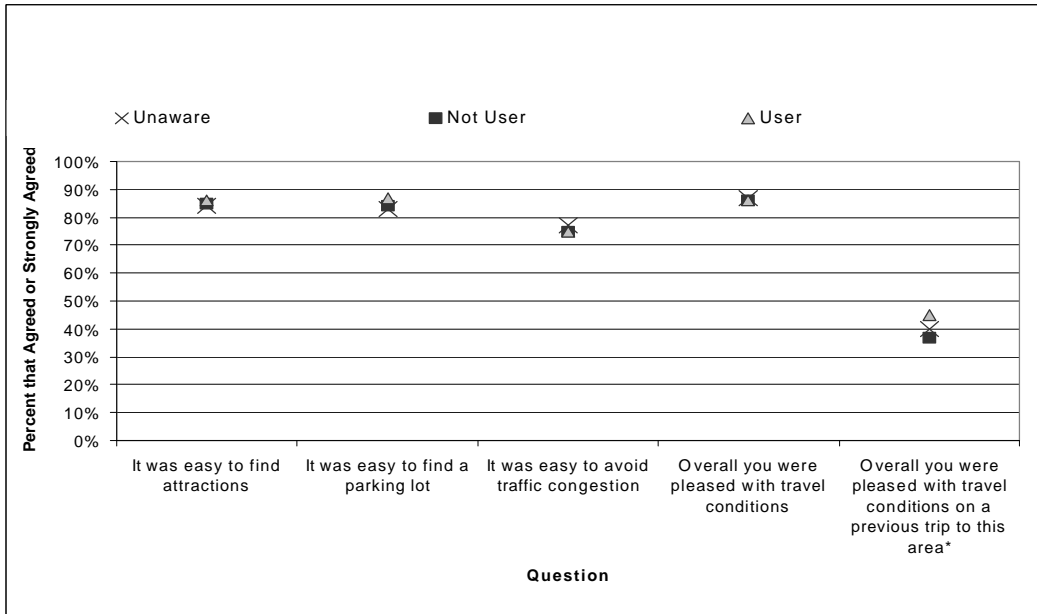 Unaware Not User User
Percent that Agreed or Strongly Agreed
100%
90%
80%
70%
60%
50%
40%
30%
20%
10%
0%
It was easy to find
attractions
It was easy to find a
parking lot
It was easy to avoid
traffic congestion
Overall you were
pleased with travel
conditions
Overall you were
pleased with travel
conditions on a
previous trip to this
area*
Question